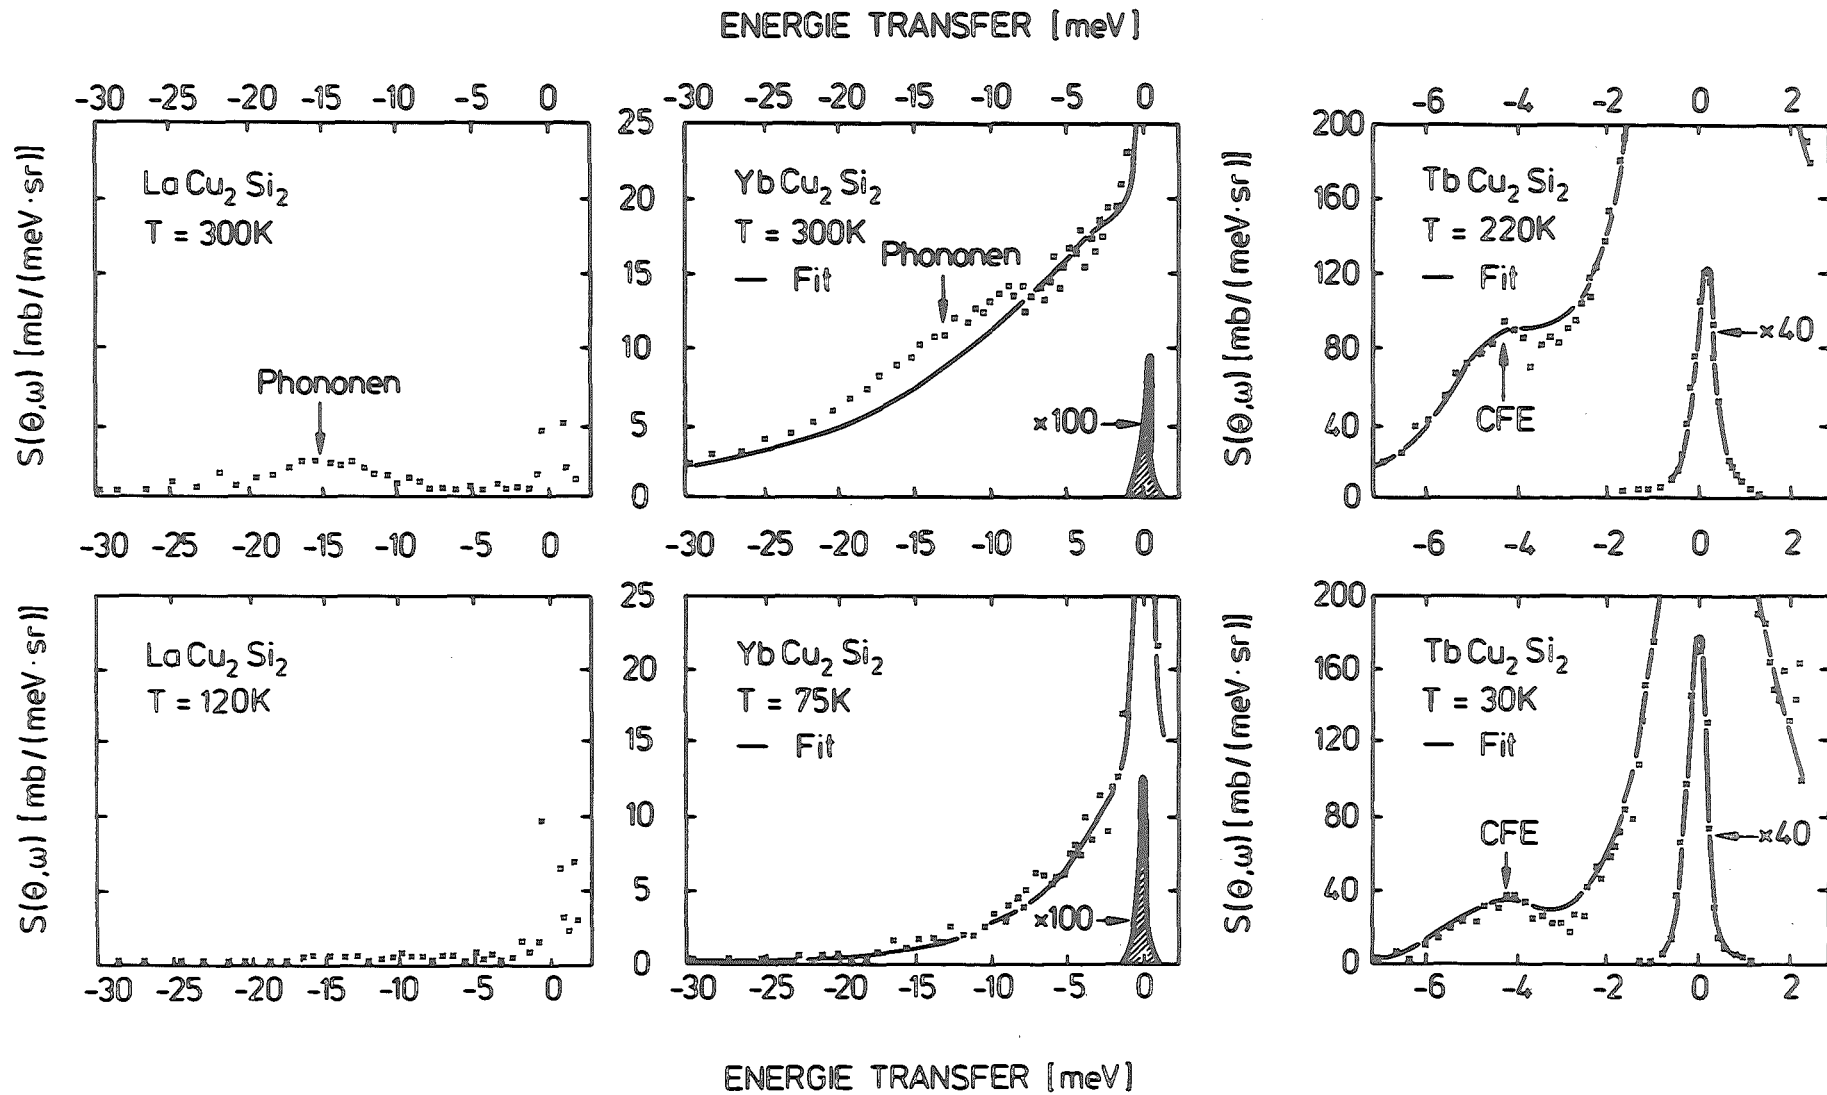 ENERGIE TRANSFER [meV]
-30 -25 -20 -15 -10 -5 0
-30 -25 -20 -15 -10 -5 0
-6 -4 -2 0 2
S(Θ,ω) [mb/(meV·sr)]
LaCu₂Si₂
T = 300K
Phononen
25
20
15
10
5
0
YbCu₂Si₂
T = 300K
— Fit
Phononen
×100
S(Θ,ω) [mb/(meV·sr)]
200
160
120
80
40
0
TbCu₂Si₂
T = 220K
— Fit
CFE
×40
-30 -25 -20 -15 -10 -5 0
-30 -25 -20 -15 -10 5 0
-6 -4 -2 0 2
S(Θ,ω) [mb/(meV·sr)]
LaCu₂Si₂
T = 120K
25
20
15
10
5
0
YbCu₂Si₂
T = 75K
— Fit
×100
S(Θ,ω) [mb/(meV·sr)]
200
160
120
80
40
0
TbCu₂Si₂
T = 30K
— Fit
CFE
×40
-30 -25 -20 -15 -10 -5 0
-30 -25 -20 -15 -10 -5 0
-6 -4 -2 0 2
ENERGIE TRANSFER [meV]